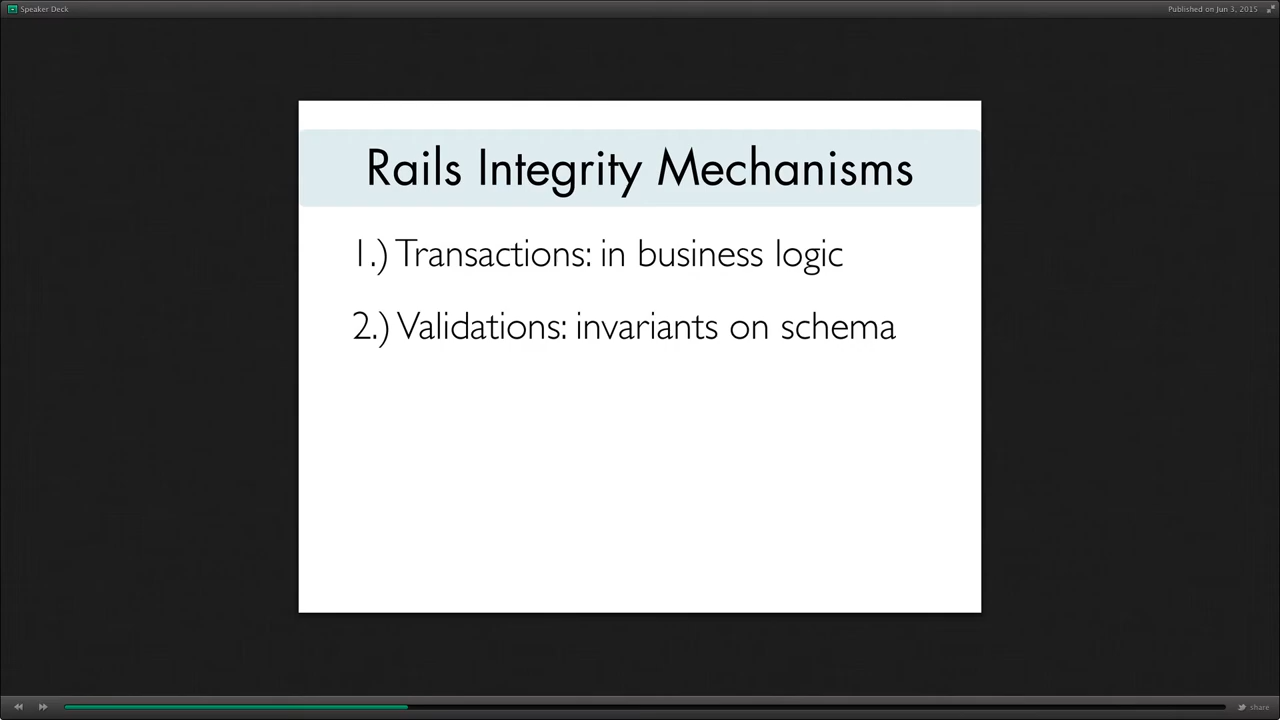 Speaker Deck
Published on Jun 3, 2015
Rails Integrity Mechanisms
1.) Transactions: in business logic
2.) Validations: invariants on schema
share